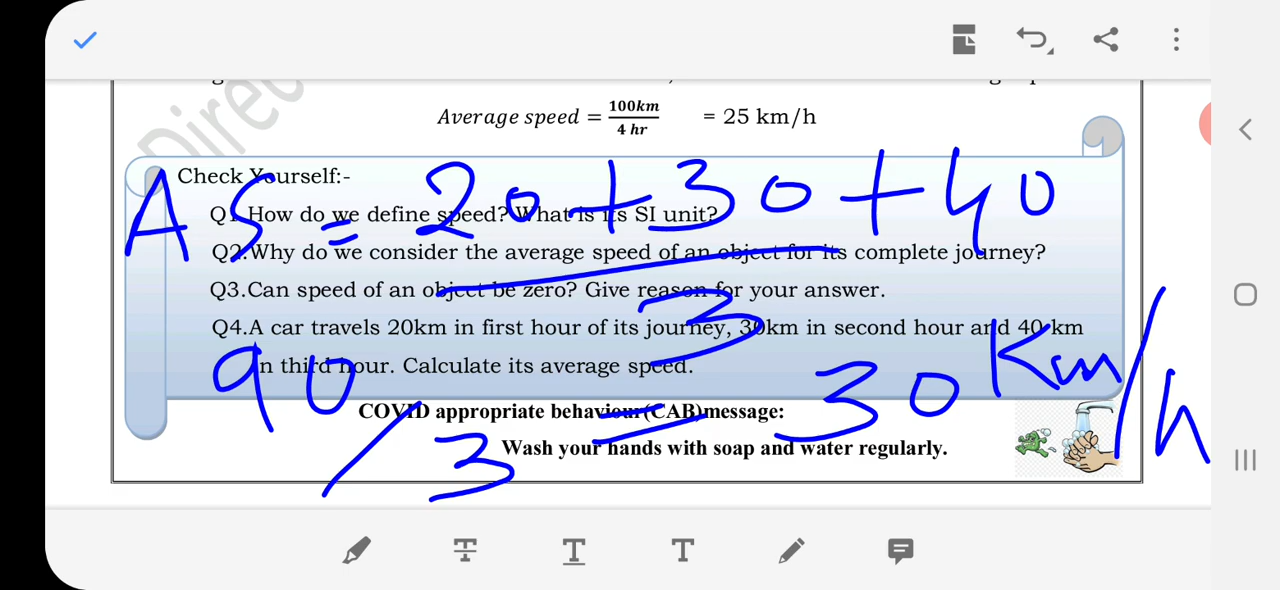 Average speed = 100km / 4 hr = 25 km/h
Direc
Check Yourself:-
AS = 20 + 30 + 40
Q1.How do we define speed? What is its SI unit?
Q2.Why do we consider the average speed of an object for its complete journey?
Q3.Can speed of an object be zero? Give reason for your answer.
3
Q4.A car travels 20km in first hour of its journey, 30km in second hour and 40 km
in third hour. Calculate its average speed.
90/3 = 30 Km/h
COVID appropriate behaviour(CAB)message:
Wash your hands with soap and water regularly.